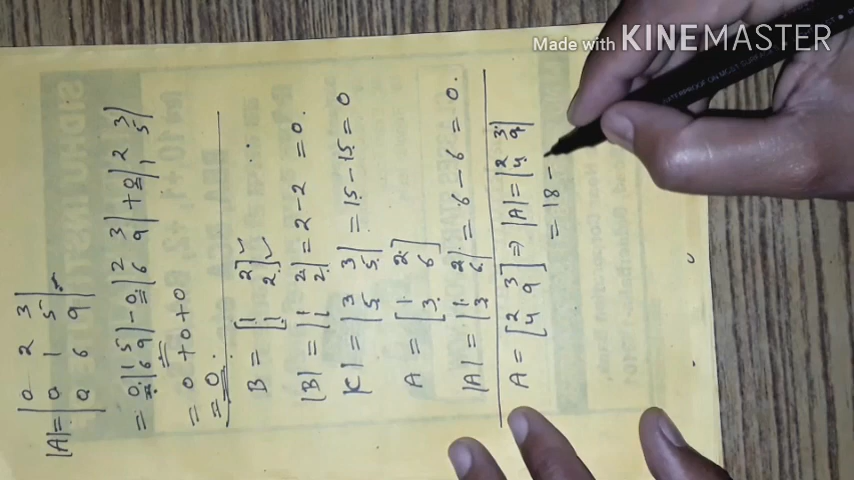 Made with KINEMASTER
|A| = |0 2 3|
|0 1 5|
|0 6 9|
= 0|1 5| - 0|2 3| + 0|2 3|
|6 9| |6 9| |1 5|
= 0 + 0 + 0
= 0.
B = [1 2]
[1 2]
|B| = |1 2| = 2 - 2 = 0.
|1 2|
|K| = |3 3| = 15 - 15 = 0
|5 5|
A = [1 2]
[3 6]
|A| = |1 2| = 6 - 6 = 0.
|3 6|
A = [2 3] ⇒ |A| = |2 3|
[4 9] |4 9|
= 18 -